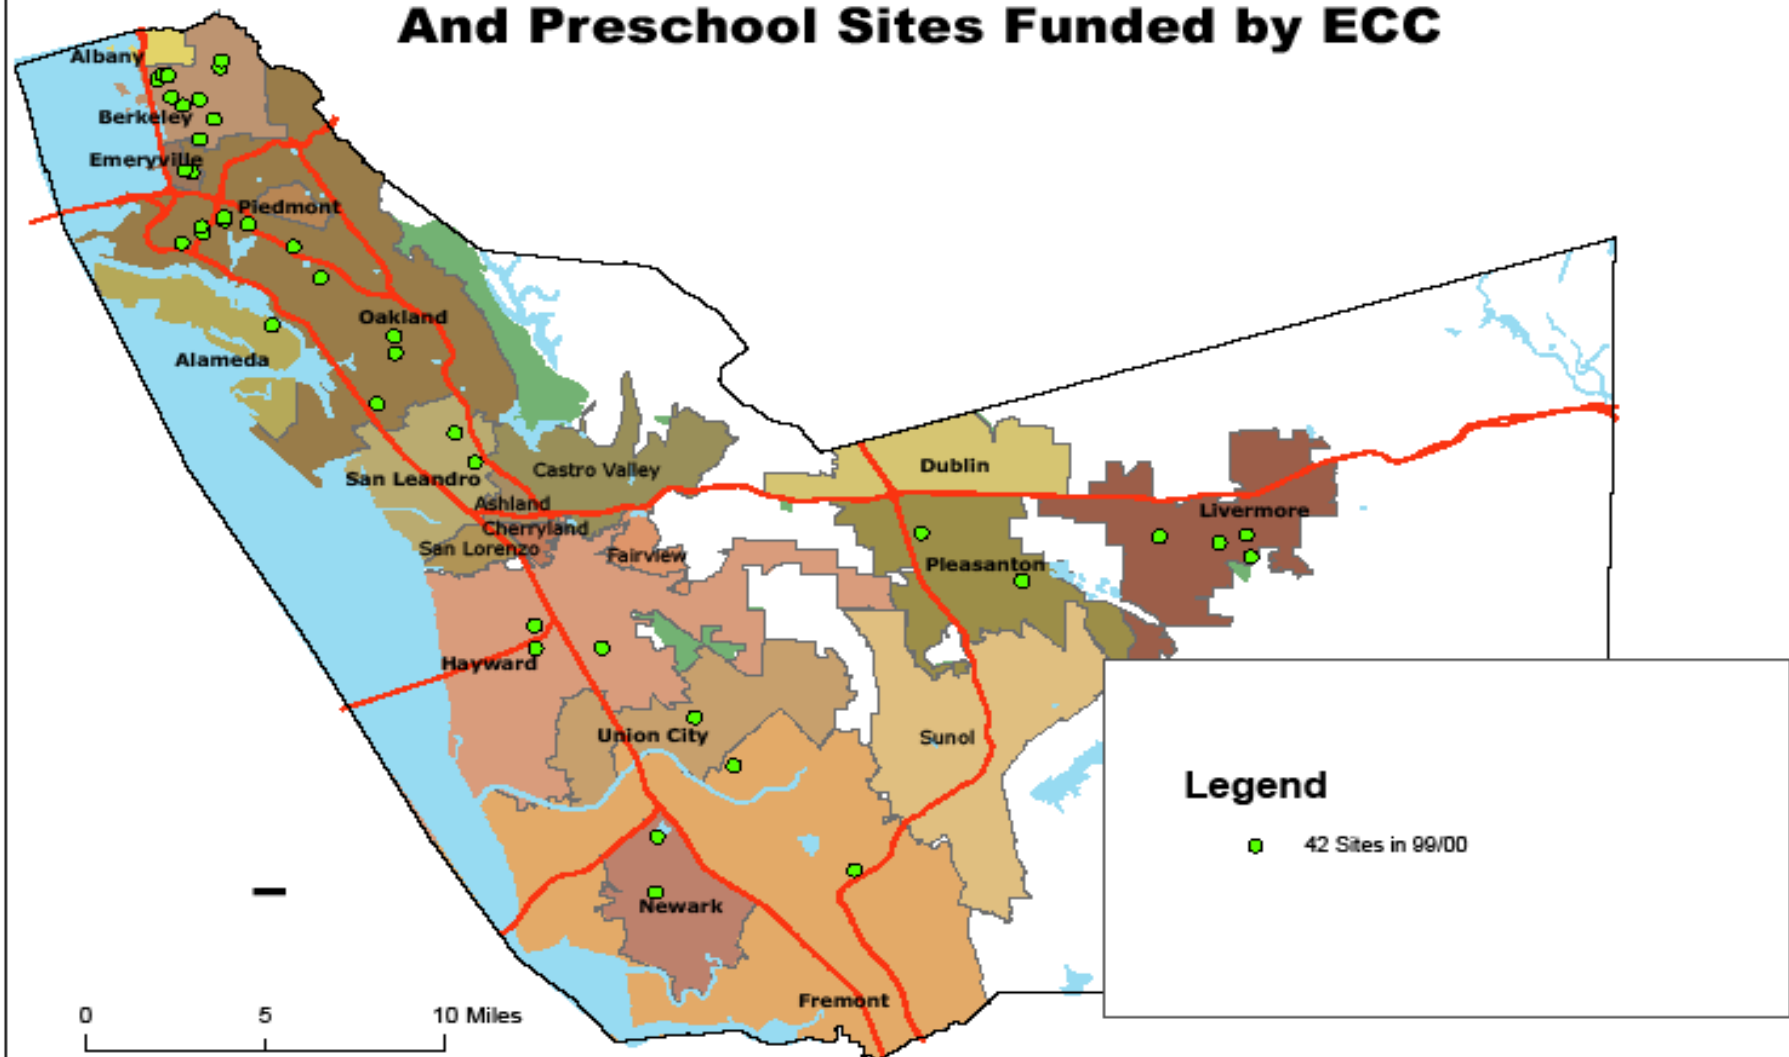 And Preschool Sites Funded by ECC
Albany
Berkeley
Emeryville
Piedmont
Oakland
Alameda
San Leandro
Castro Valley
Ashland
Cherryland
San Lorenzo
Fairview
Dublin
Livermore
Pleasanton
Hayward
Union City
Sunol
Newark
Fremont
Legend
42 Sites in 99/00
0 5 10 Miles